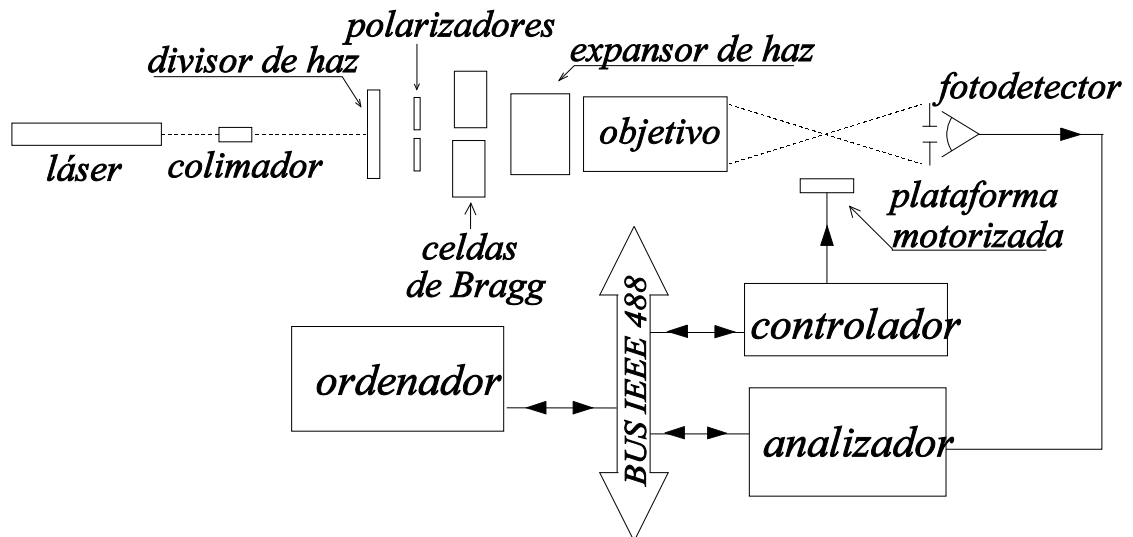 polarizadores
divisor de haz
expansor de haz
fotodetector
objetivo
láser
colimador
plataforma
motorizada
celdas
de Bragg
BUS IEEE 488
controlador
ordenador
analizador